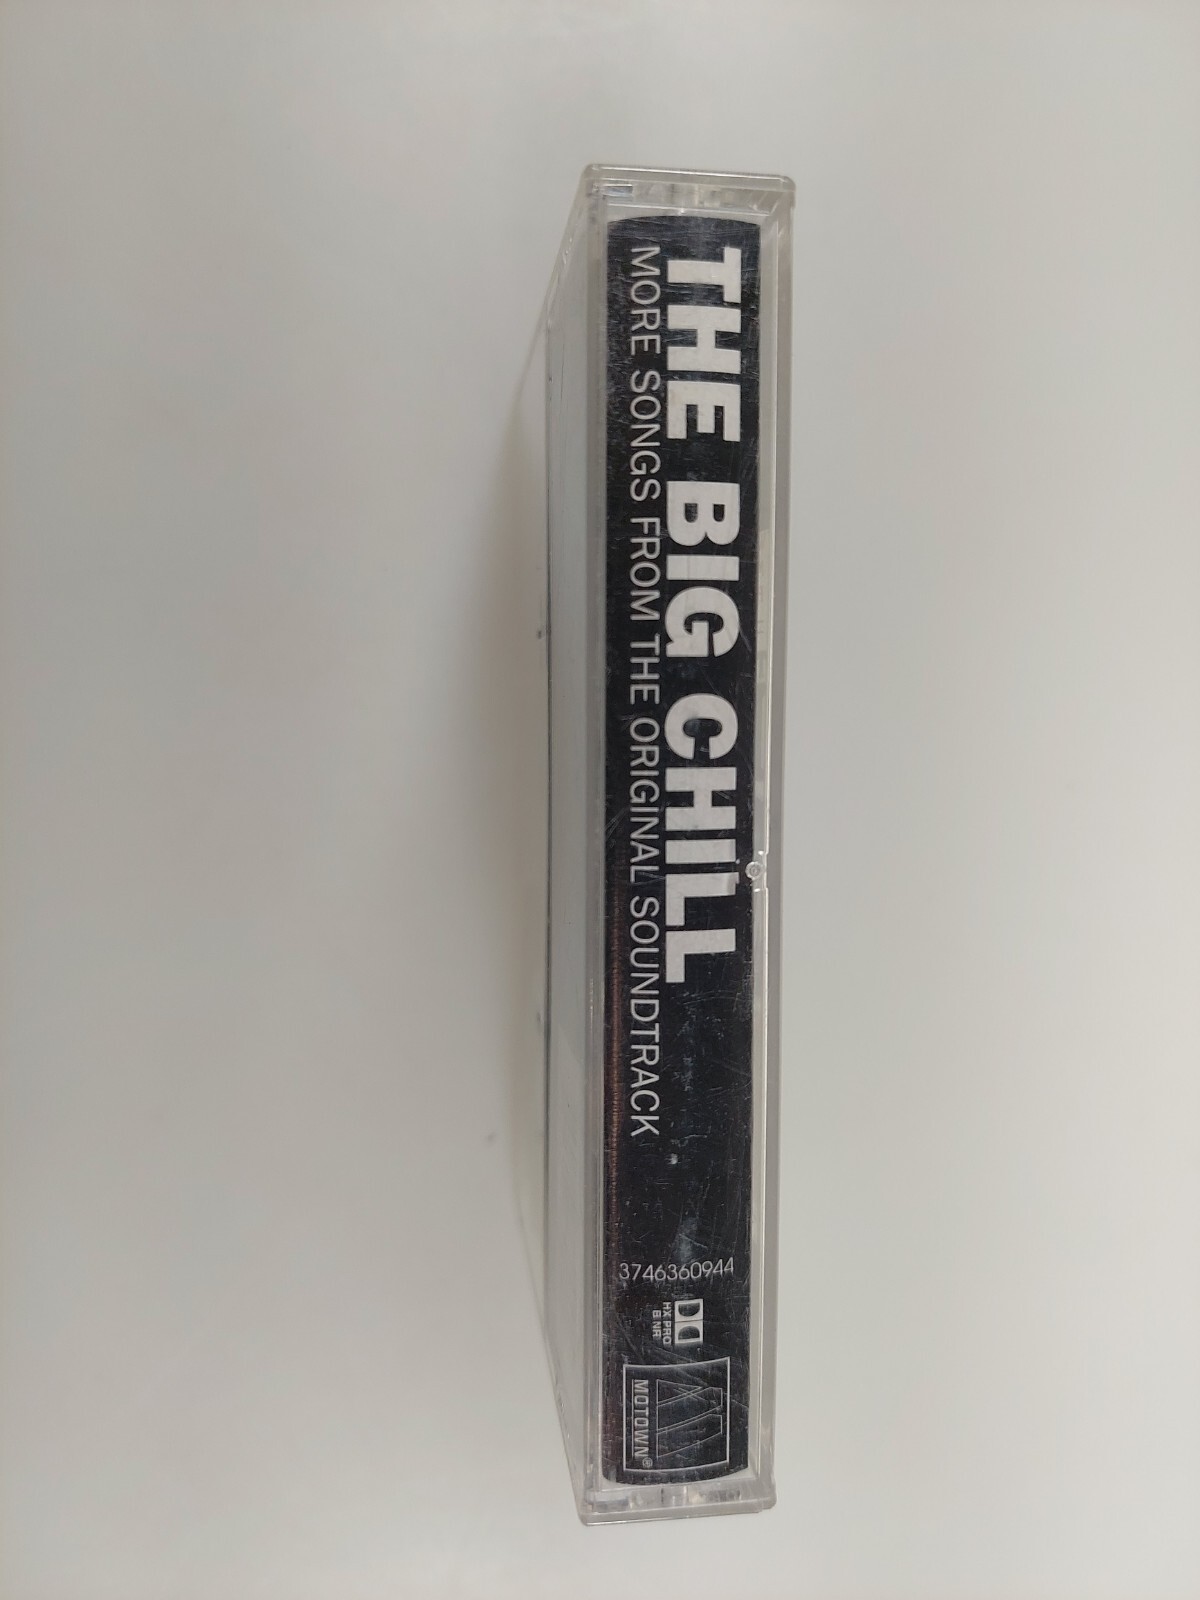 THE BIG CHILL
MORE SONGS FROM THE ORIGINAL SOUNDTRACK
3746360944
HX PRO
B NR
MOTOWN®